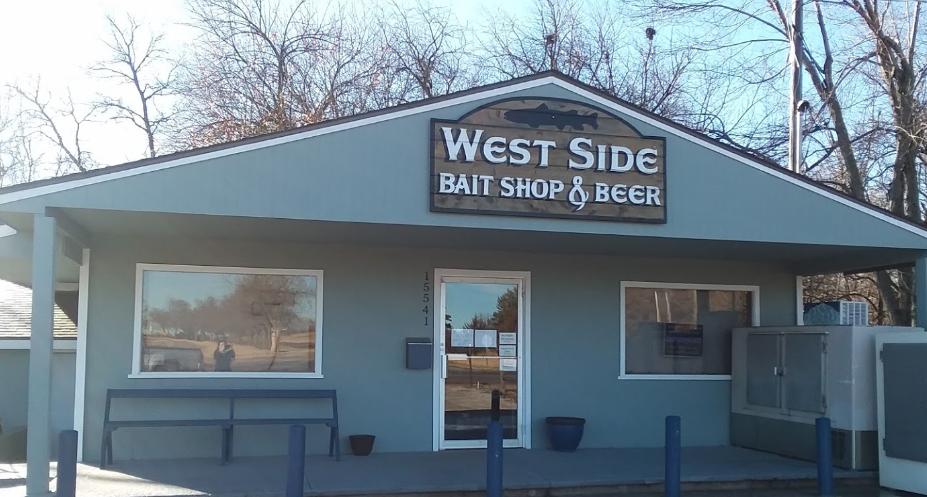 WEST SIDE
BAIT SHOP & BEER
15541